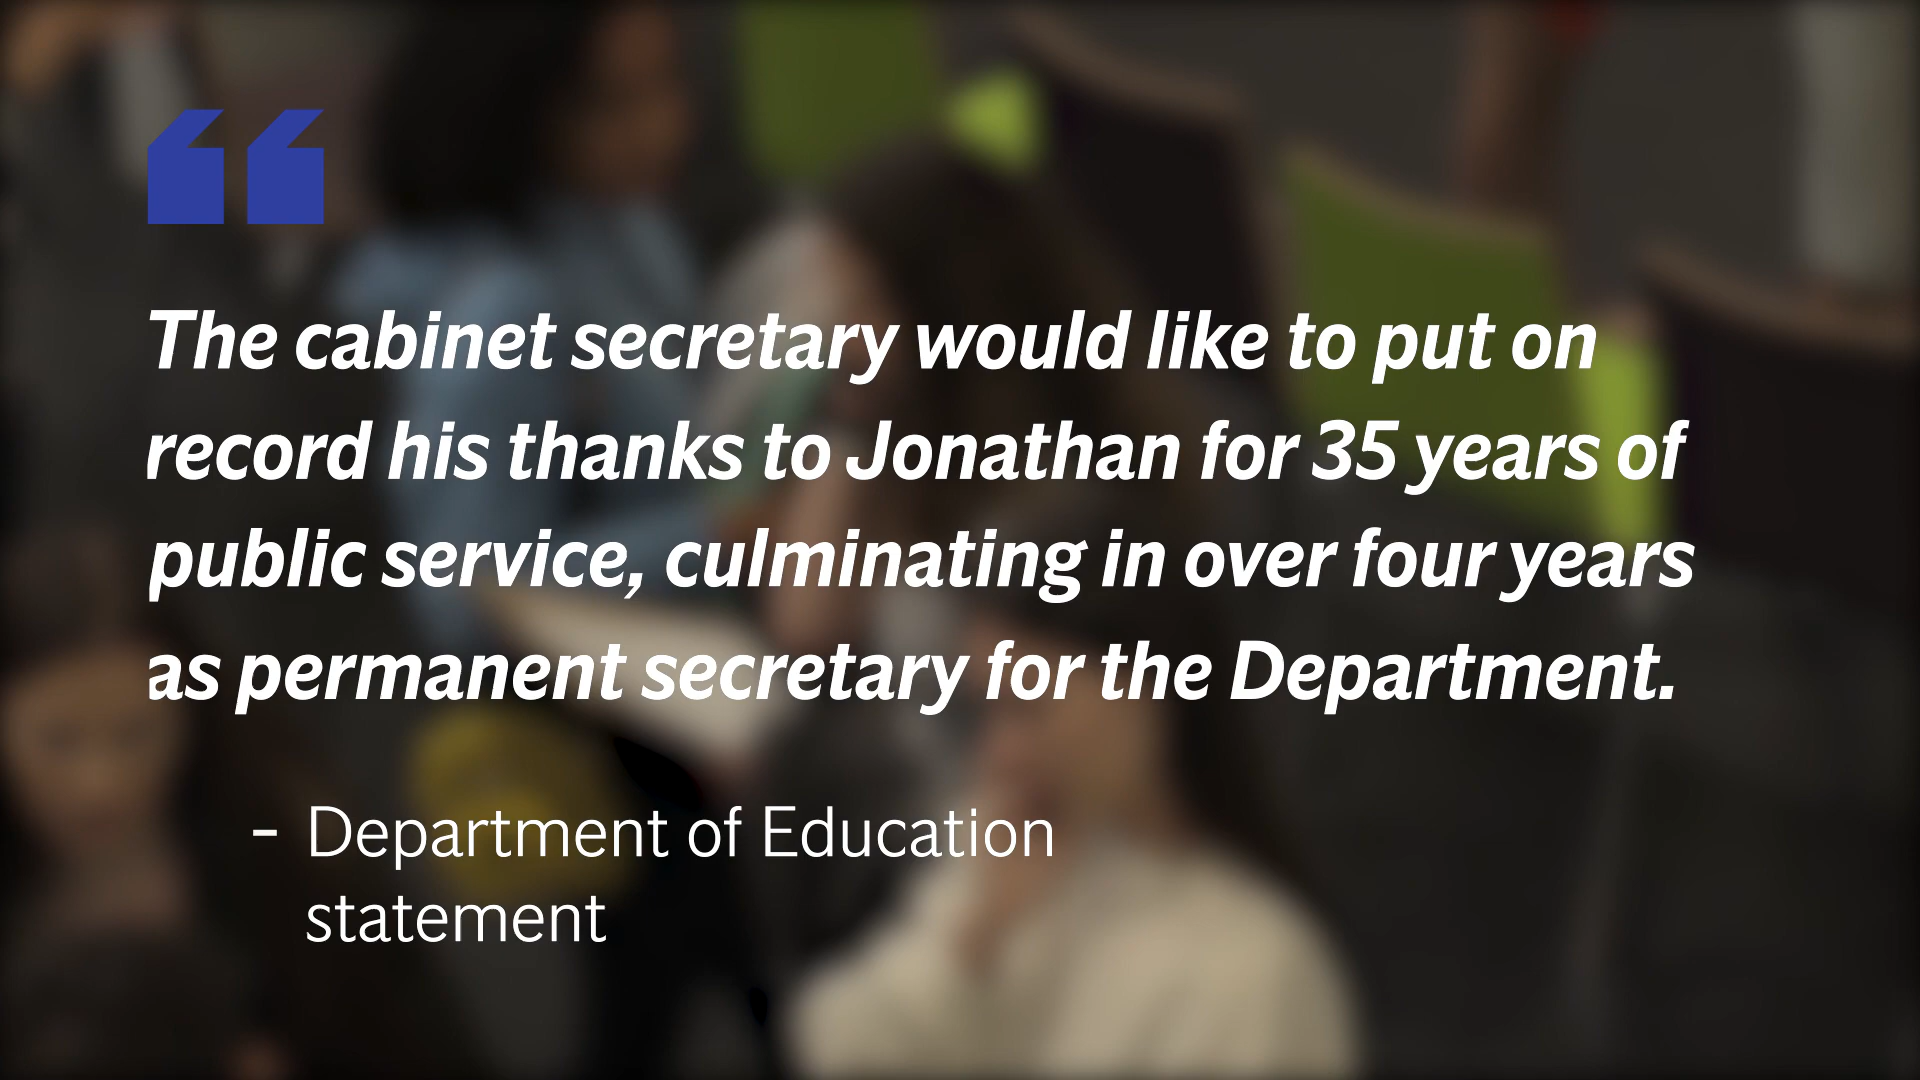 “
The cabinet secretary would like to put on
record his thanks to Jonathan for 35 years of
public service, culminating in over four years
as permanent secretary for the Department.
- Department of Education
statement